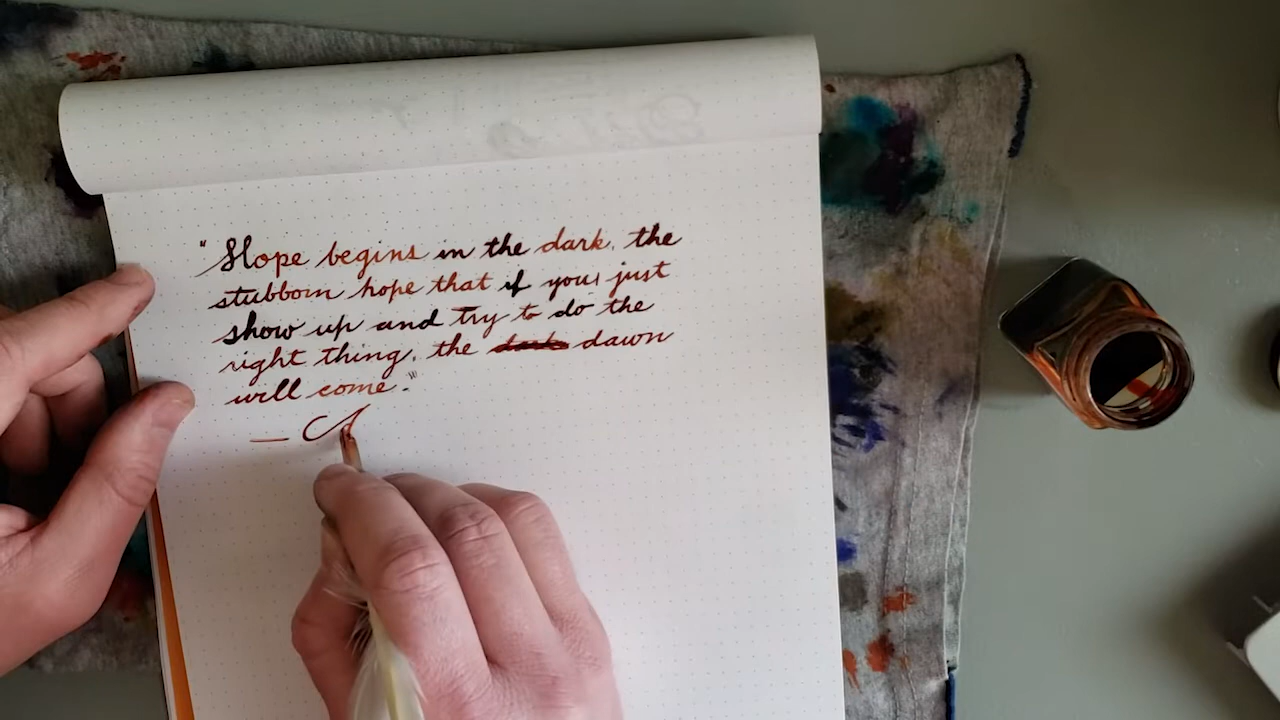 "Hope begins in the dark, the
stubborn hope that if you just
show up and try to do the
right thing, the dark dawn
will come."
— A